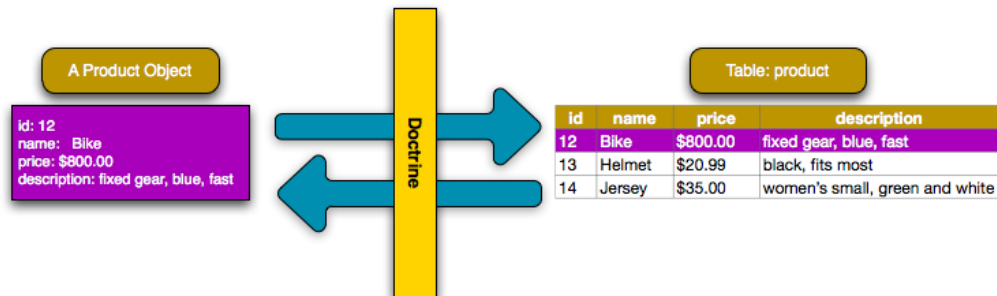 A Product Object
id: 12
name: Bike
price: $800.00
description: fixed gear, blue, fast
Doctrine
Table: product
id name price description
12 Bike $800.00 fixed gear, blue, fast
13 Helmet $20.99 black, fits most
14 Jersey $35.00 women's small, green and white